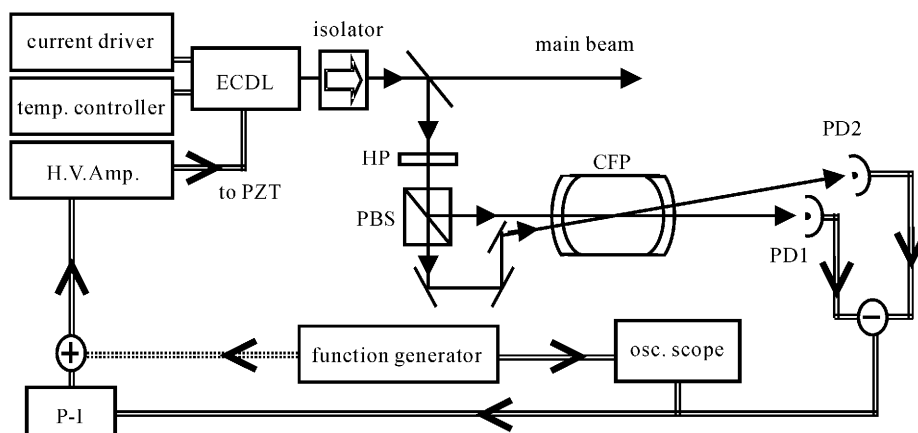 current driver
isolator
main beam
ECDL
temp. controller
PD2
HP
CFP
H.V.Amp.
to PZT
PBS
PD1
−
+
function generator
osc. scope
P-I